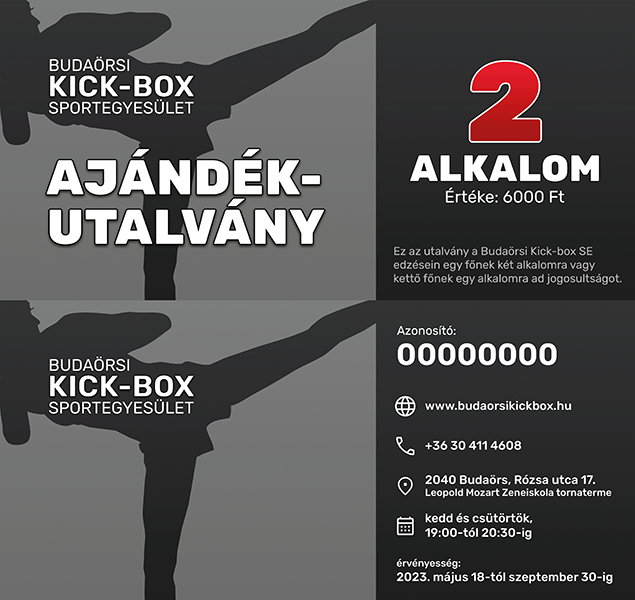 BUDAÖRSI
KICK-BOX
SPORTEGYESÜLET
AJÁNDÉK-
UTALVÁNY
2
ALKALOM
Értéke: 6000 Ft
Ez az utalvány a Budaörsi Kick-box SE
edzésein egy főnek két alkalomra vagy
kettő főnek egy alkalomra ad jogosultságot.
BUDAÖRSI
KICK-BOX
SPORTEGYESÜLET
Azonosító:
00000000
www.budaorsikickbox.hu
+36 30 411 4608
2040 Budaörs, Rózsa utca 17.
Leopold Mozart Zeneiskola tornaterme
kedd és csütörtök,
19:00-tól 20:30-ig
érvényesség:
2023. május 18-tól szeptember 30-ig